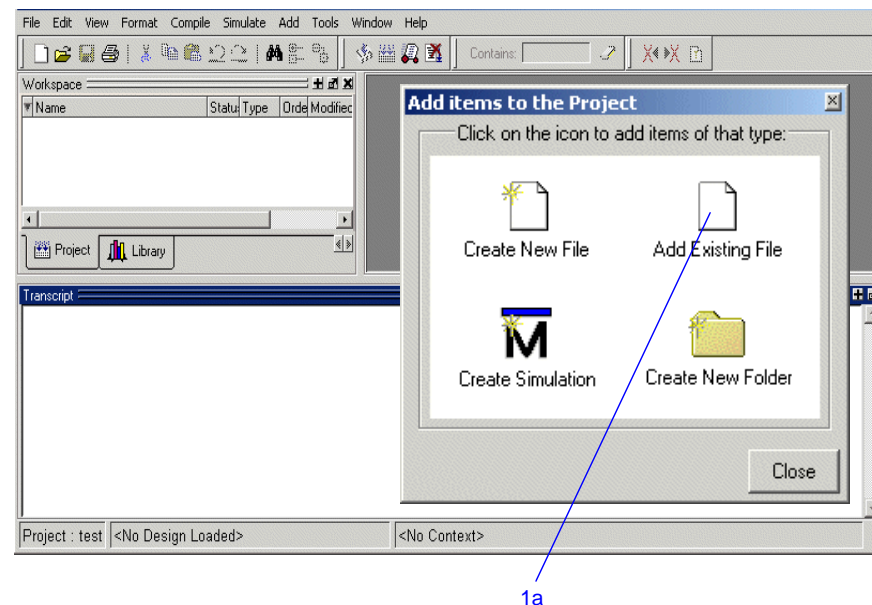 File Edit View Format Compile Simulate Add Tools Window Help
Contains:
Workspace
Name Statu Type Orde Modified
Project Library
Add items to the Project
Click on the icon to add items of that type:
Create New File Add Existing File
Create Simulation Create New Folder
Close
Transcript
Project : test <No Design Loaded> <No Context>
1a